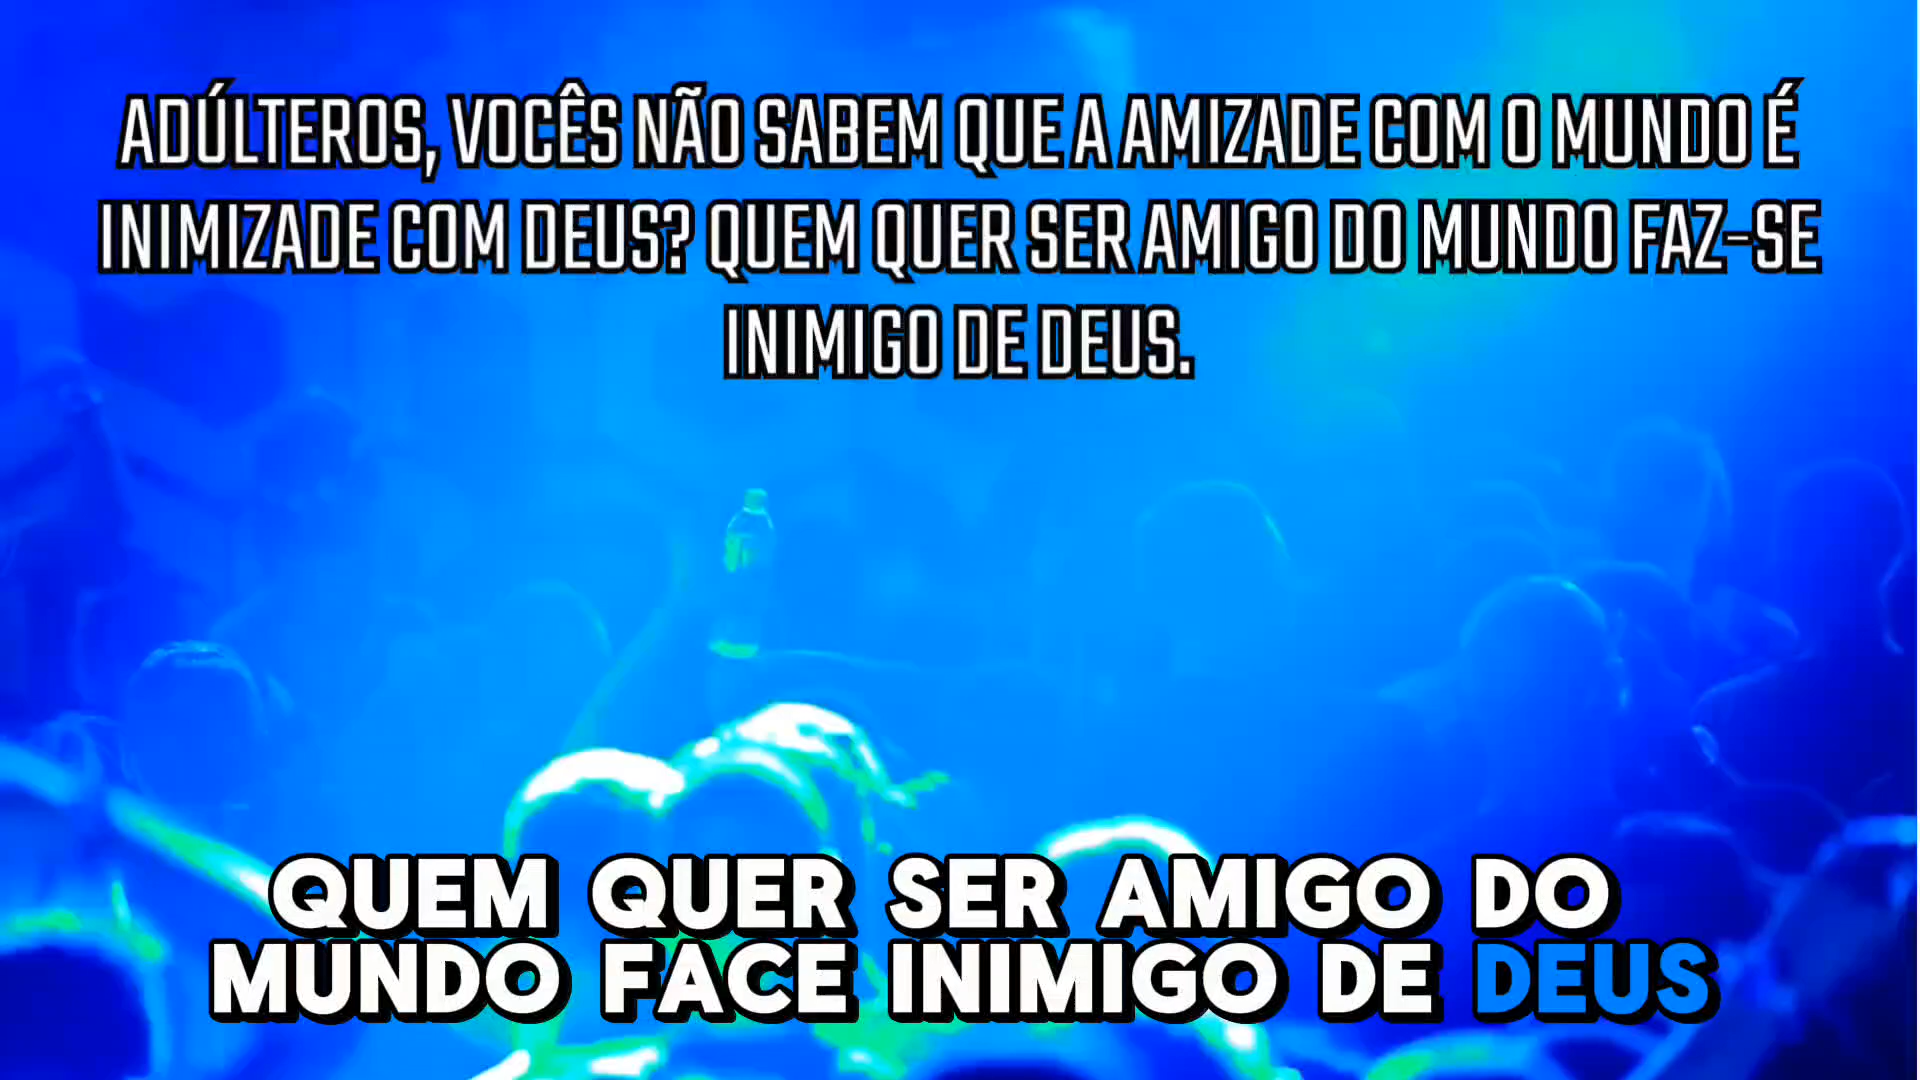 ADÚLTEROS, VOCÊS NÃO SABEM QUE A AMIZADE COM O MUNDO É
INIMIZADE COM DEUS? QUEM QUER SER AMIGO DO MUNDO FAZ-SE
INIMIGO DE DEUS.
QUEM QUER SER AMIGO DO
MUNDO FACE INIMIGO DE DEUS